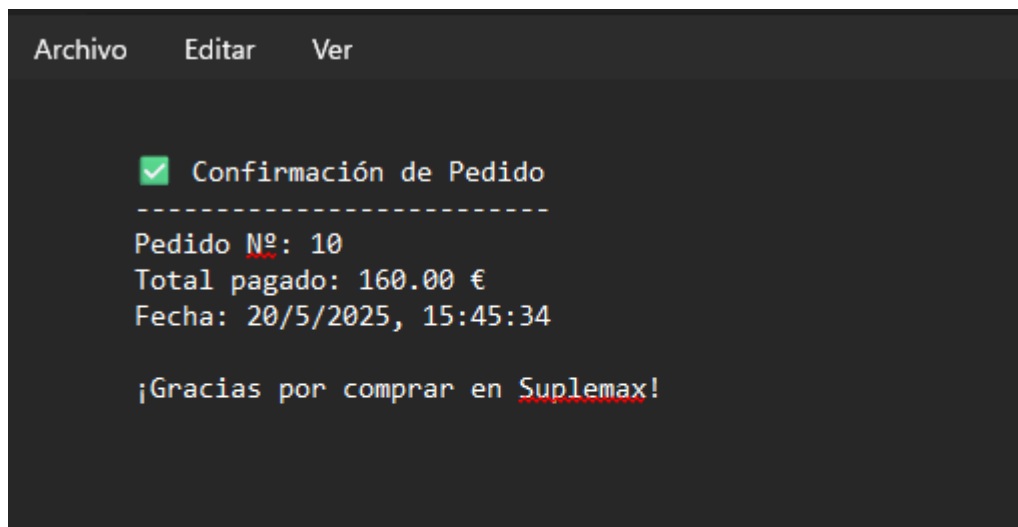 Archivo Editar Ver
✅ Confirmación de Pedido
--------------------------
Pedido Nº: 10
Total pagado: 160.00 €
Fecha: 20/5/2025, 15:45:34
¡Gracias por comprar en Suplemax!